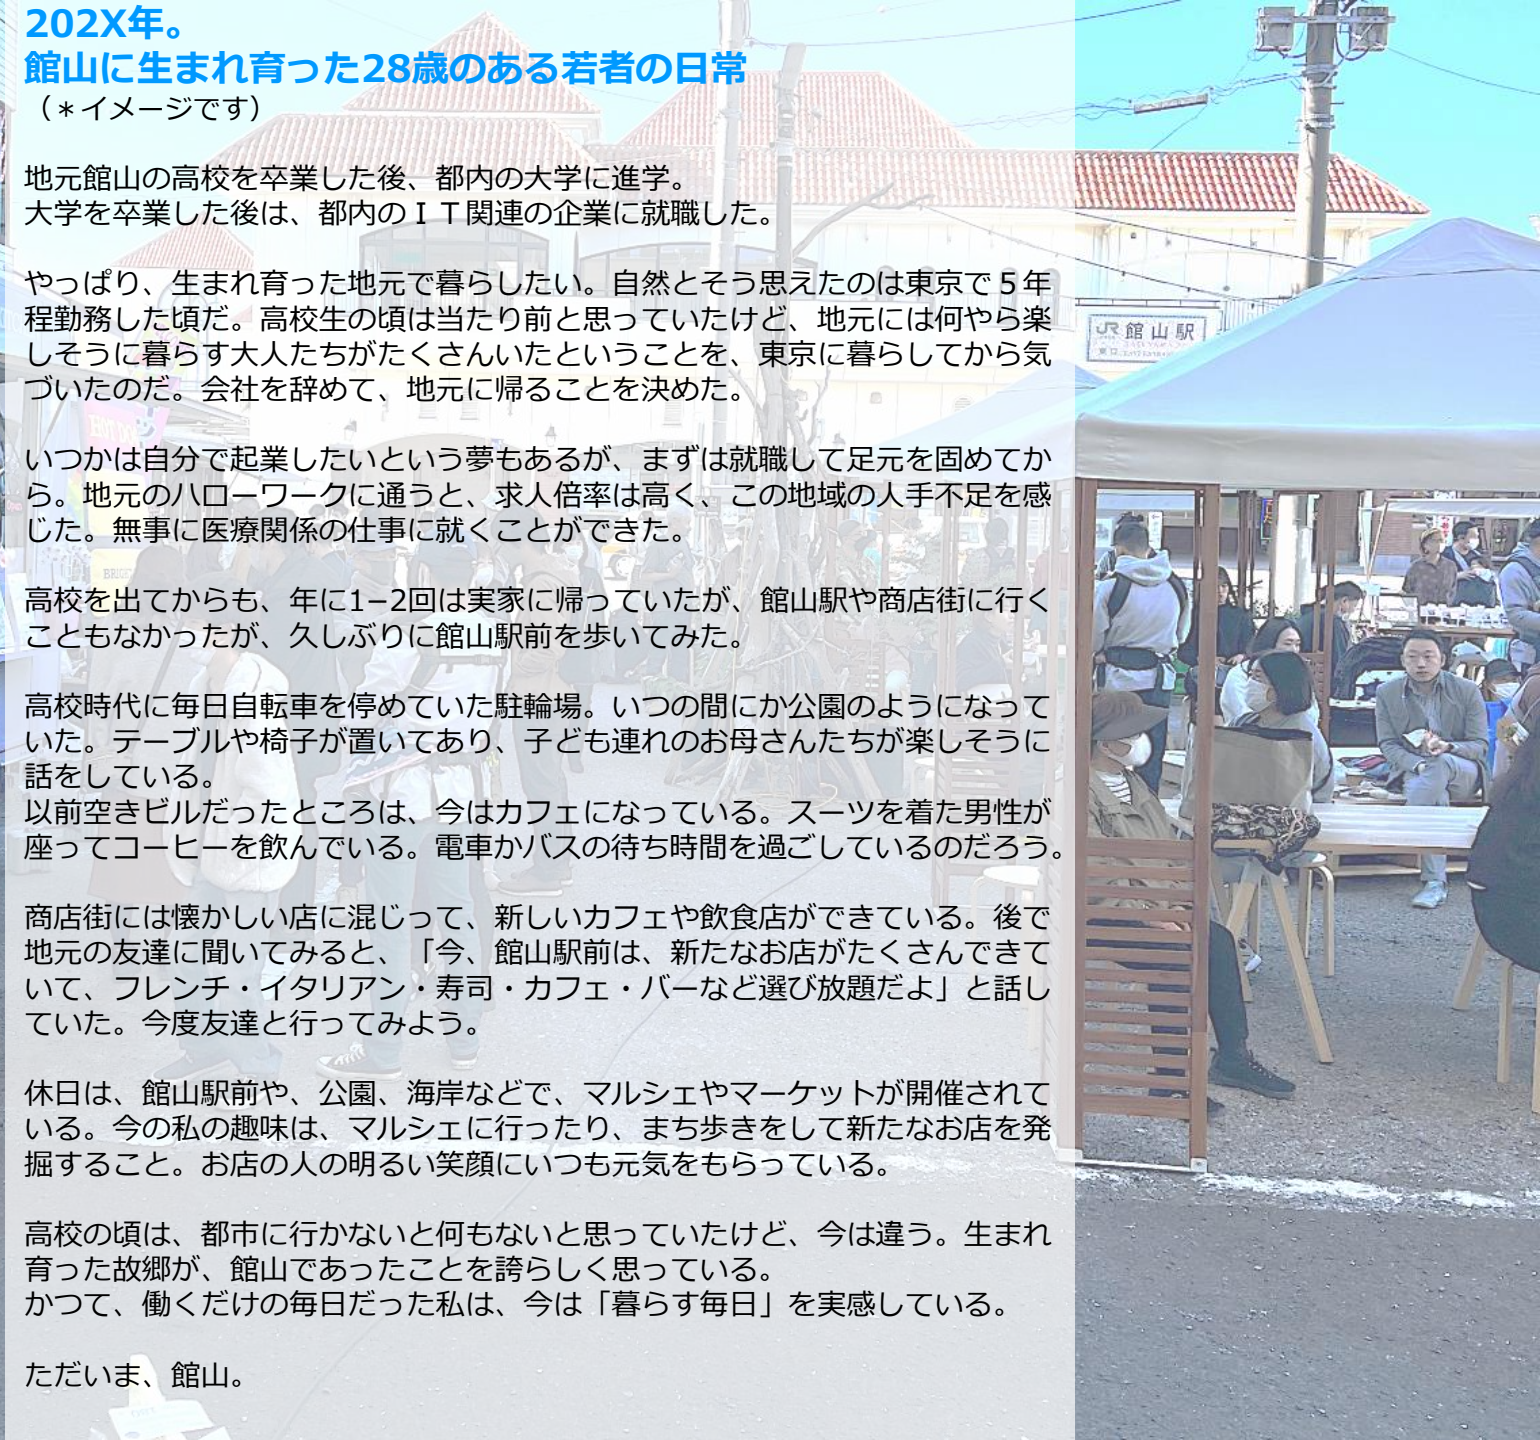 202X年。
館山に生まれ育った28歳のある若者の日常
（＊イメージです）
地元館山の高校を卒業した後、都内の大学に進学。
大学を卒業した後は、都内のＩＴ関連の企業に就職した。
やっぱり、生まれ育った地元で暮らしたい。自然とそう思えたのは東京で５年
程勤務した頃だ。高校生の頃は当たり前と思っていたけど、地元には何やら楽
しそうに暮らす大人たちがたくさんいたということを、東京に暮らしてから気
づいたのだ。会社を辞めて、地元に帰ることを決めた。
いつかは自分で起業したいという夢もあるが、まずは就職して足元を固めてか
ら。地元のハローワークに通うと、求人倍率は高く、この地域の人手不足を感
じた。無事に医療関係の仕事に就くことができた。
高校を出てからも、年に1−2回は実家に帰っていたが、館山駅や商店街に行く
こともなかったが、久しぶりに館山駅前を歩いてみた。
高校時代に毎日自転車を停めていた駐輪場。いつの間にか公園のようになって
いた。テーブルや椅子が置いてあり、子ども連れのお母さんたちが楽しそうに
話をしている。
以前空きビルだったところは、今はカフェになっている。スーツを着た男性が
座ってコーヒーを飲んでいる。電車かバスの待ち時間を過ごしているのだろう。
商店街には懐かしい店に混じって、新しいカフェや飲食店ができている。後で
地元の友達に聞いてみると、「今、館山駅前は、新たなお店がたくさんできて
いて、フレンチ・イタリアン・寿司・カフェ・バーなど選び放題だよ」と話し
ていた。今度友達と行ってみよう。
休日は、館山駅前や、公園、海岸などで、マルシェやマーケットが開催されて
いる。今の私の趣味は、マルシェに行ったり、まち歩きをして新たなお店を発
掘すること。お店の人の明るい笑顔にいつも元気をもらっている。
高校の頃は、都市に行かないと何もないと思っていたけど、今は違う。生まれ
育った故郷が、館山であったことを誇らしく思っている。
かつて、働くだけの毎日だった私は、今は「暮らす毎日」を実感している。
ただいま、館山。
JR 館山駅